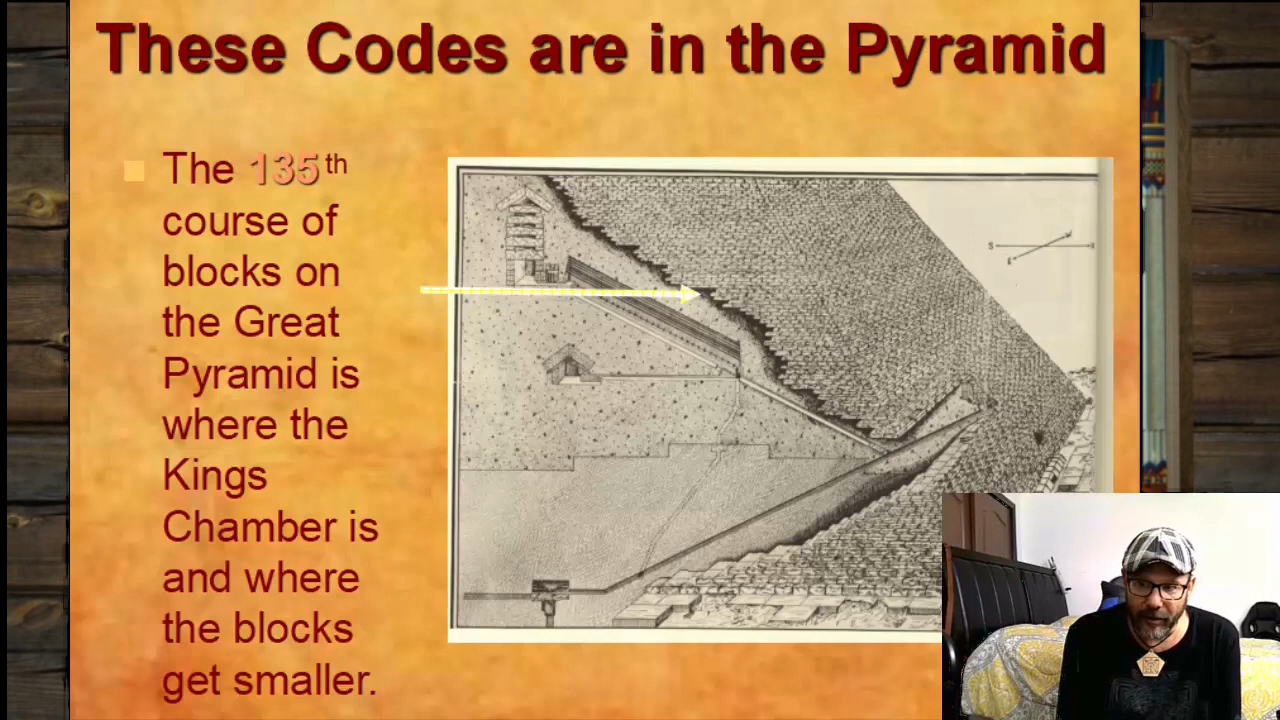 These Codes are in the Pyramid
The 135th
course of
blocks on
the Great
Pyramid is
where the
Kings
Chamber is
and where
the blocks
get smaller.
S